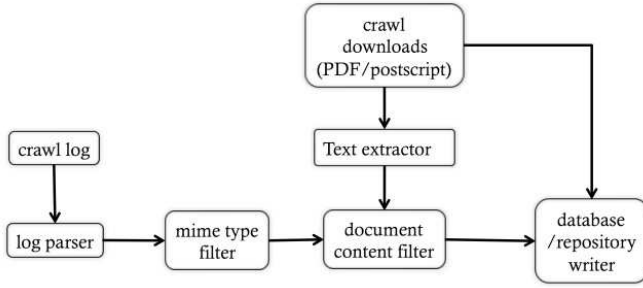 crawl
downloads
(PDF/postscript)
Text extractor
crawl log
log parser
mime type
filter
document
content filter
database
/repository
writer